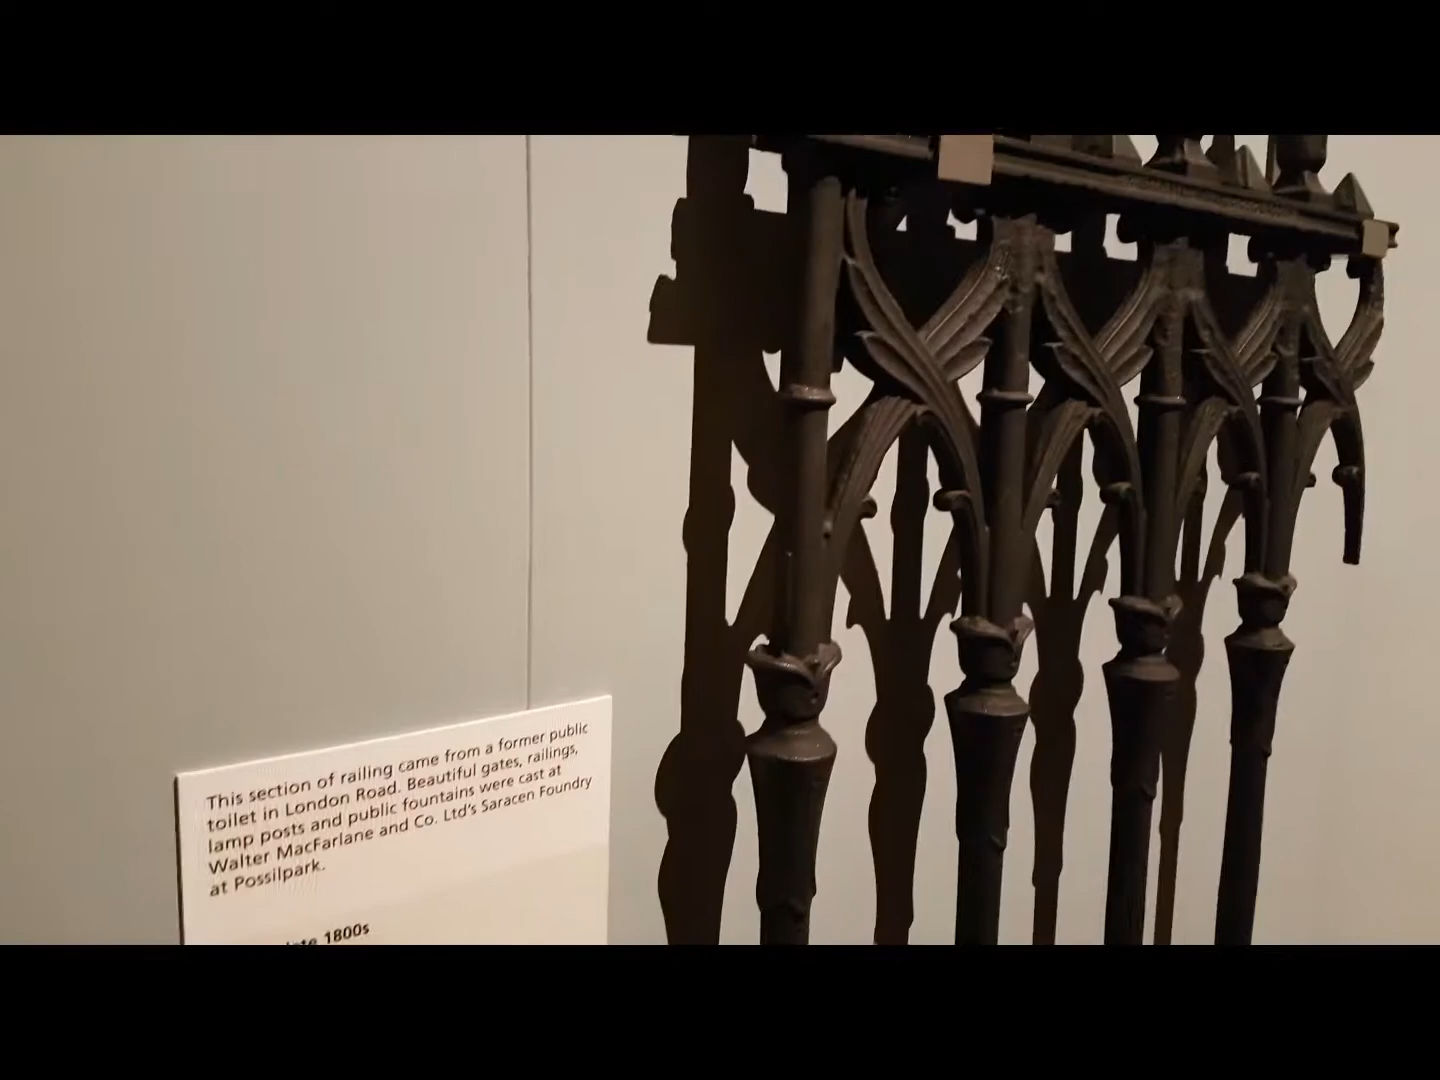 This section of railing came from a former public
toilet in London Road. Beautiful gates, railings,
lamp posts and public fountains were cast at
Walter MacFarlane and Co. Ltd's Saracen Foundry
at Possilpark.
1800s